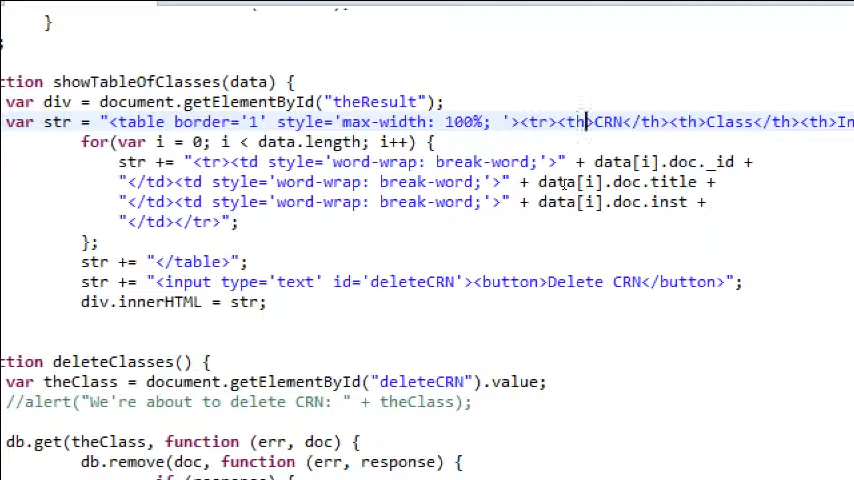 }
;
ction showTableOfClasses(data) {
var div = document.getElementById("theResult");
var str = "<table border='1' style='max-width: 100%; '><tr><th>CRN</th><th>Class</th><th>In
for(var i = 0; i < data.length; i++) {
str += "<tr><td style='word-wrap: break-word;'>" + data[i].doc._id +
"</td><td style='word-wrap: break-word;'>" + data[i].doc.title +
"</td><td style='word-wrap: break-word;'>" + data[i].doc.inst +
"</td></tr>";
};
str += "</table>";
str += "<input type='text' id='deleteCRN'><button>Delete CRN</button>";
div.innerHTML = str;
ction deleteClasses() {
var theClass = document.getElementById("deleteCRN").value;
//alert("We're about to delete CRN: " + theClass);
db.get(theClass, function (err, doc) {
db.remove(doc, function (err, response) {